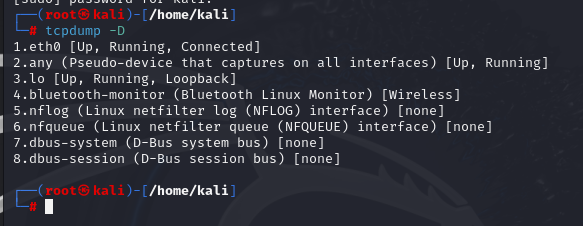 [sudo] password for kali:
┌──(root㉿kali)-[/home/kali]
└─# tcpdump -D
1.eth0 [Up, Running, Connected]
2.any (Pseudo-device that captures on all interfaces) [Up, Running]
3.lo [Up, Running, Loopback]
4.bluetooth-monitor (Bluetooth Linux Monitor) [Wireless]
5.nflog (Linux netfilter log (NFLOG) interface) [none]
6.nfqueue (Linux netfilter queue (NFQUEUE) interface) [none]
7.dbus-system (D-Bus system bus) [none]
8.dbus-session (D-Bus session bus) [none]
┌──(root㉿kali)-[/home/kali]
└─#